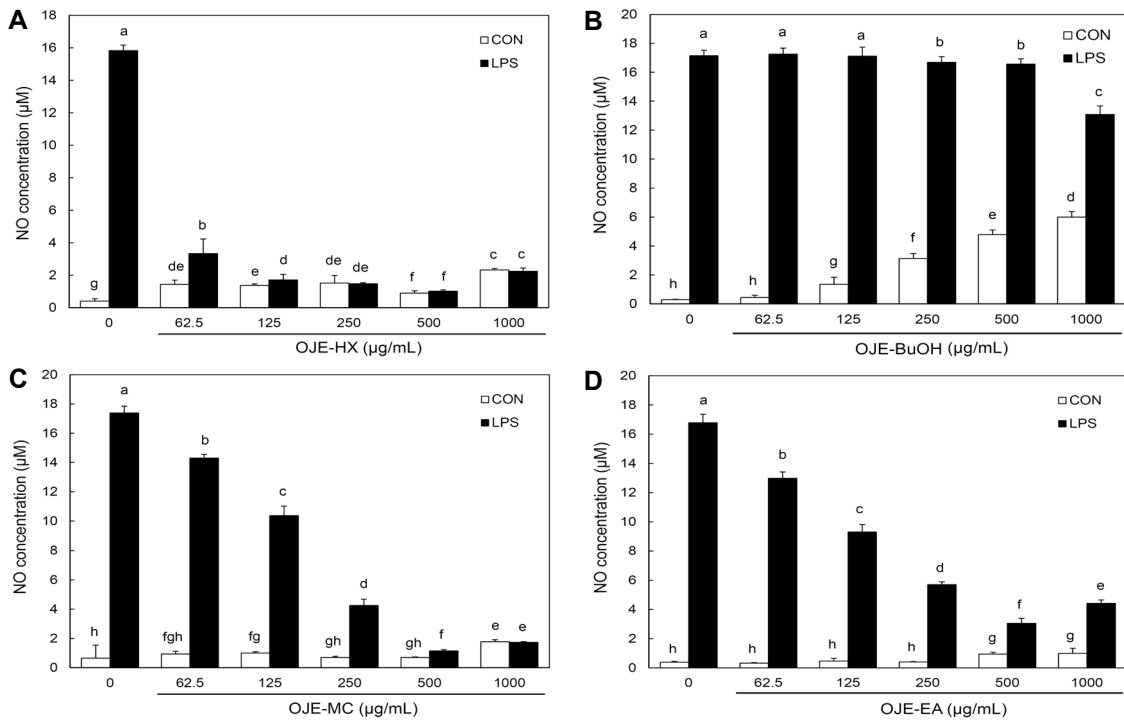 A
NO concentration (µM)
18
16
14
12
10
8
6
4
2
0
CON
LPS
g a de b e d de de f f c c
0 62.5 125 250 500 1000
OJE-HX (µg/mL)
B
NO concentration (µM)
20
18
16
14
12
10
8
6
4
2
0
CON
LPS
h a h a g a f b e b d c
0 62.5 125 250 500 1000
OJE-BuOH (µg/mL)
C
NO concentration (µM)
20
18
16
14
12
10
8
6
4
2
0
CON
LPS
h a fgh b fg c gh d gh f e e
0 62.5 125 250 500 1000
OJE-MC (µg/mL)
D
NO concentration (µM)
20
18
16
14
12
10
8
6
4
2
0
CON
LPS
h a h b h c h d g f g e
0 62.5 125 250 500 1000
OJE-EA (µg/mL)